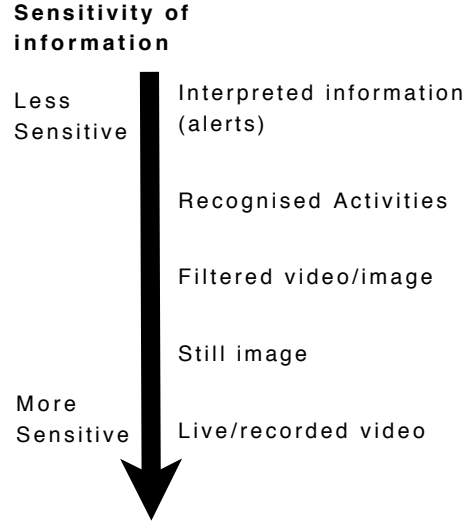 Sensitivity of
information
Less
Sensitive
Interpreted information
(alerts)
Recognised Activities
Filtered video/image
Still image
More
Sensitive
Live/recorded video